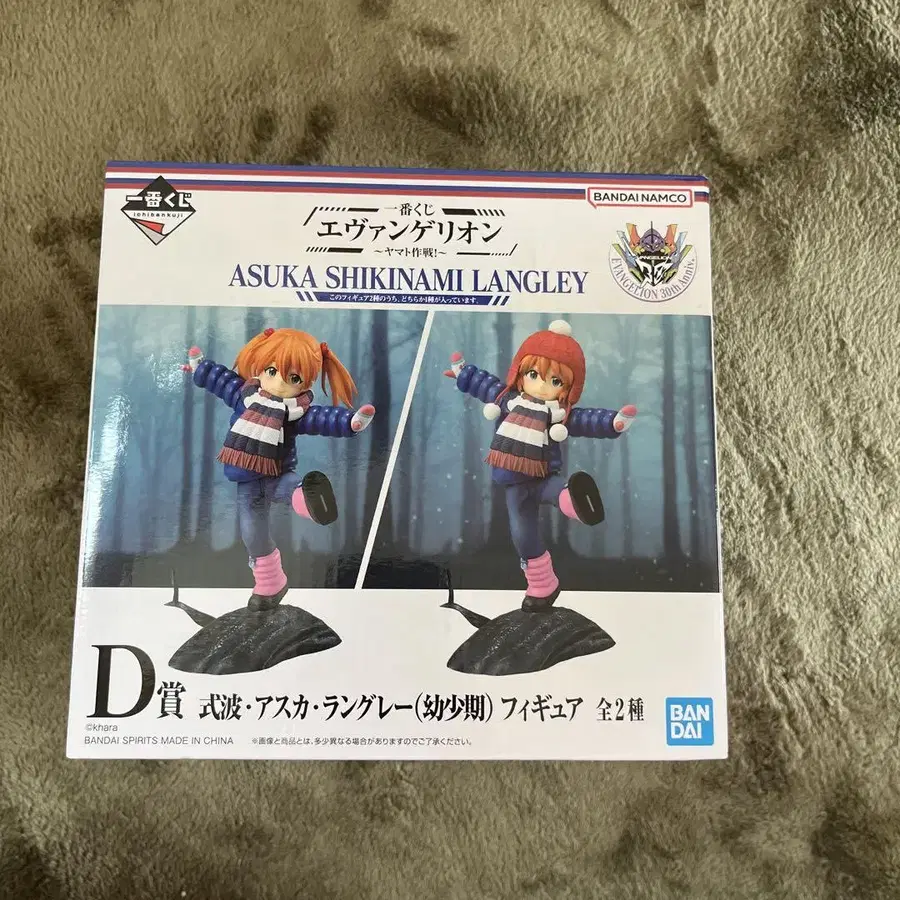 一番くじ
ichibankuji
一番くじ
エヴァンゲリオン
～ヤマト作戦!～
BANDAI NAMCO
EVANGELION
EVANGELION 30th Anniv.
ASUKA SHIKINAMI LANGLEY
このフィギュア2種のうち、どちらか1種が入っています。
D賞 式波・アスカ・ラングレー(幼少期) フィギュア 全2種
©khara
BANDAI SPIRITS MADE IN CHINA ※画像と商品とは、多少異なる場合がありますのでご了承ください。
BAN
DAI